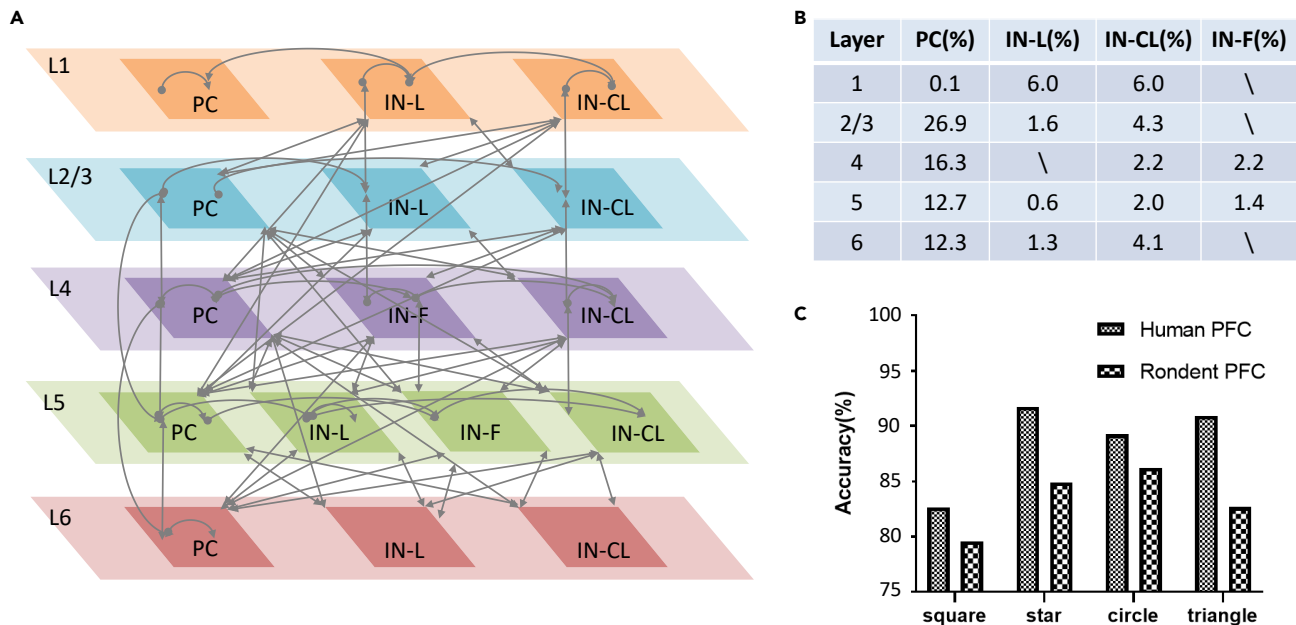 A
L1
PC
IN-L
IN-CL
L2/3
PC
IN-L
IN-CL
L4
PC
IN-F
IN-CL
L5
PC
IN-L
IN-F
IN-CL
L6
PC
IN-L
IN-CL
B
Layer PC(%) IN-L(%) IN-CL(%) IN-F(%)
1 0.1 6.0 6.0 \
2/3 26.9 1.6 4.3 \
4 16.3 \ 2.2 2.2
5 12.7 0.6 2.0 1.4
6 12.3 1.3 4.1 \
C
Human PFC
Rondent PFC
Accuracy(%)
100
95
90
85
80
75
square star circle triangle